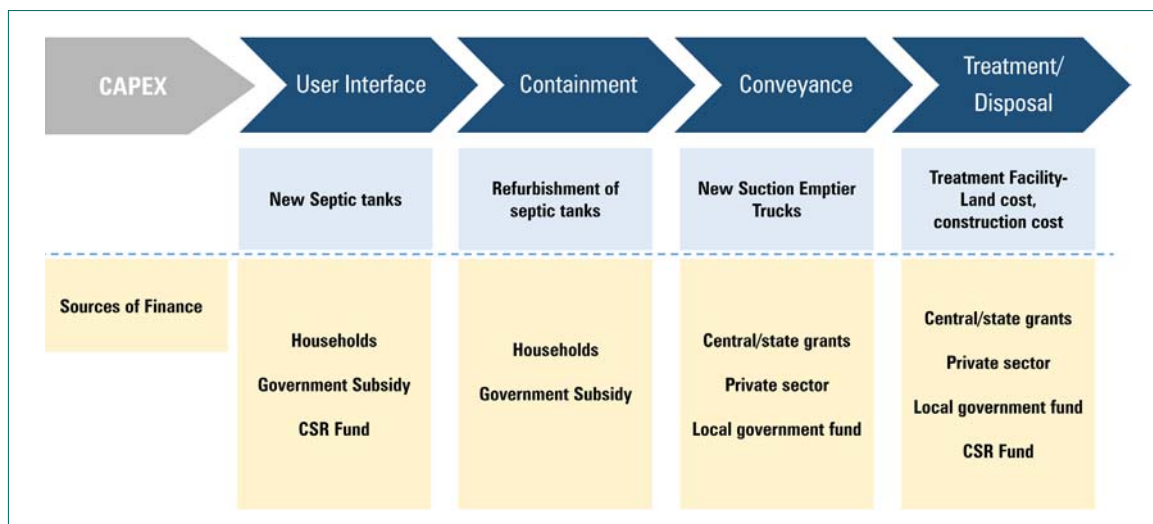 CAPEX
User Interface
Containment
Conveyance
Treatment/
Disposal
New Septic tanks
Refurbishment of
septic tanks
New Suction Emptier
Trucks
Treatment Facility-
Land cost,
construction cost
Sources of Finance
Households
Government Subsidy
CSR Fund
Households
Government Subsidy
Central/state grants
Private sector
Local government fund
Central/state grants
Private sector
Local government fund
CSR Fund